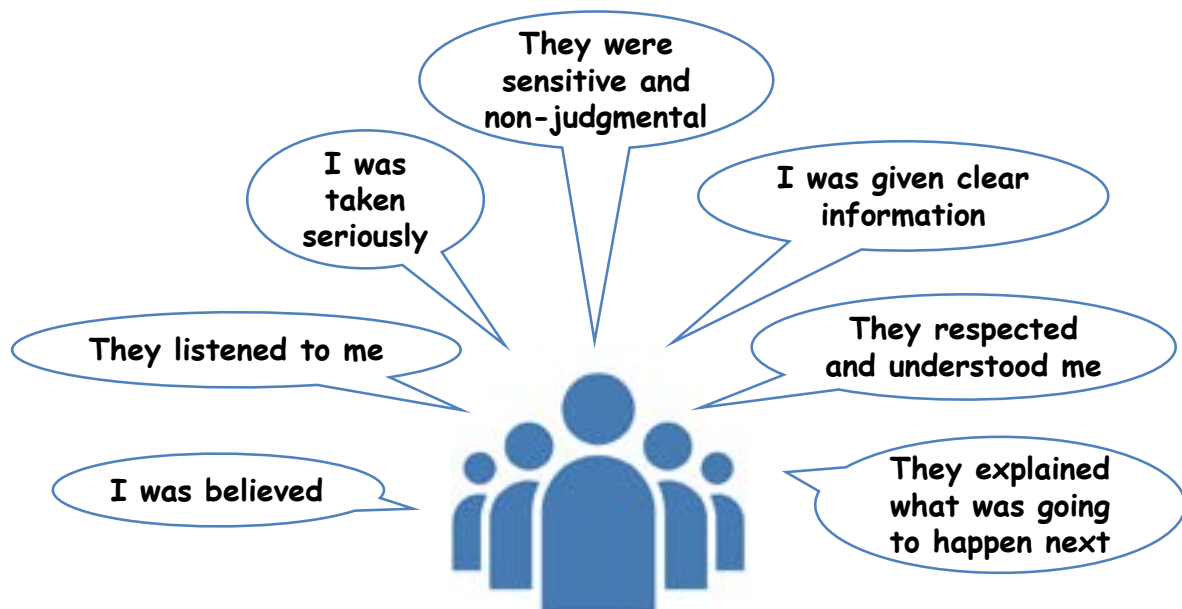 They were
sensitive and
non-judgmental
I was
taken
seriously
I was given clear
information
They listened to me
They respected
and understood me
I was believed
They explained
what was going
to happen next